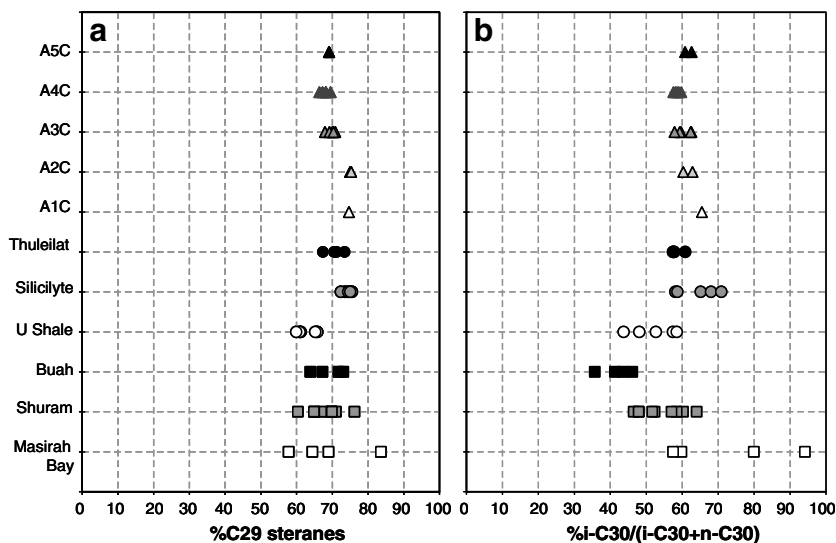 a
b
A5C
A4C
A3C
A2C
A1C
Thuleilat
Silicilyte
U Shale
Buah
Shuram
Masirah
Bay
0 10 20 30 40 50 60 70 80 90 100
0 10 20 30 40 50 60 70 80 90 100
%C29 steranes
%i-C30/(i-C30+n-C30)